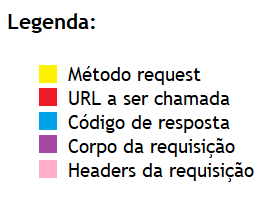 Legenda:
Método request
URL a ser chamada
Código de resposta
Corpo da requisição
Headers da requisição